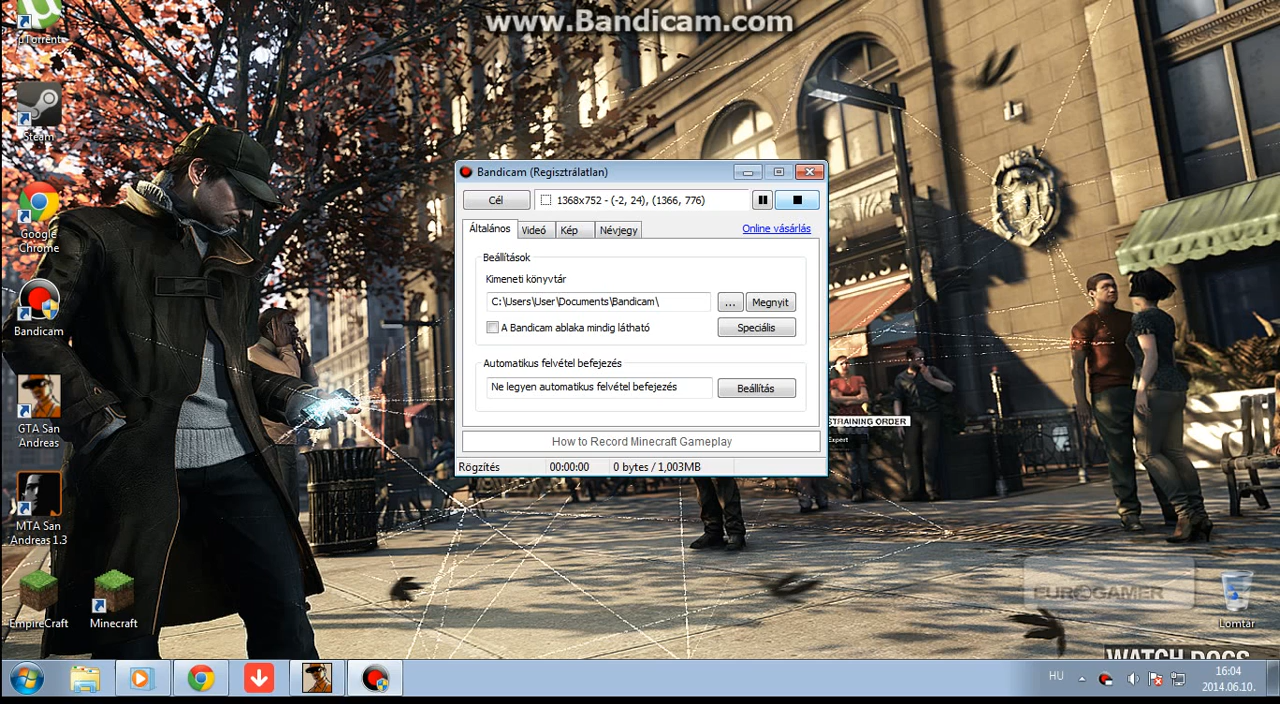 www.Bandicam.com
µTorrent
Steam
Google
Chrome
Bandicam
GTA San
Andreas
MTA San
Andreas 1.3
EmpireCraft
Minecraft
Bandicam (Regisztrálatlan)
Cél
1368x752 - (-2, 24), (1366, 776)
Általános
Videó
Kép
Névjegy
Online vásárlás
Beállítások
Kimeneti könyvtár
C:\Users\User\Documents\Bandicam\
...
Megnyit
A Bandicam ablaka mindig látható
Speciális
Automatikus felvétel befejezés
Ne legyen automatikus felvétel befejezés
Beállítás
How to Record Minecraft Gameplay
Rögzítés
00:00:00
0 bytes / 1,003MB
STRAINING ORDER
Expert
EUROGAMER
Lomtár
WATCH DOGS
HU
16:04
2014.06.10.